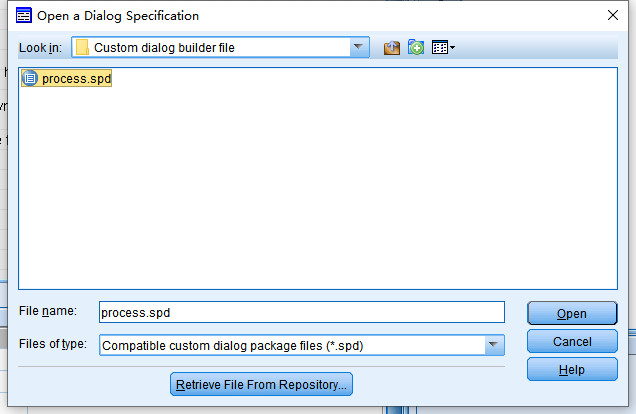 Open a Dialog Specification
Look in: Custom dialog builder file
process.spd
File name: process.spd
Open
Files of type: Compatible custom dialog package files (*.spd)
Cancel
Help
Retrieve File From Repository...